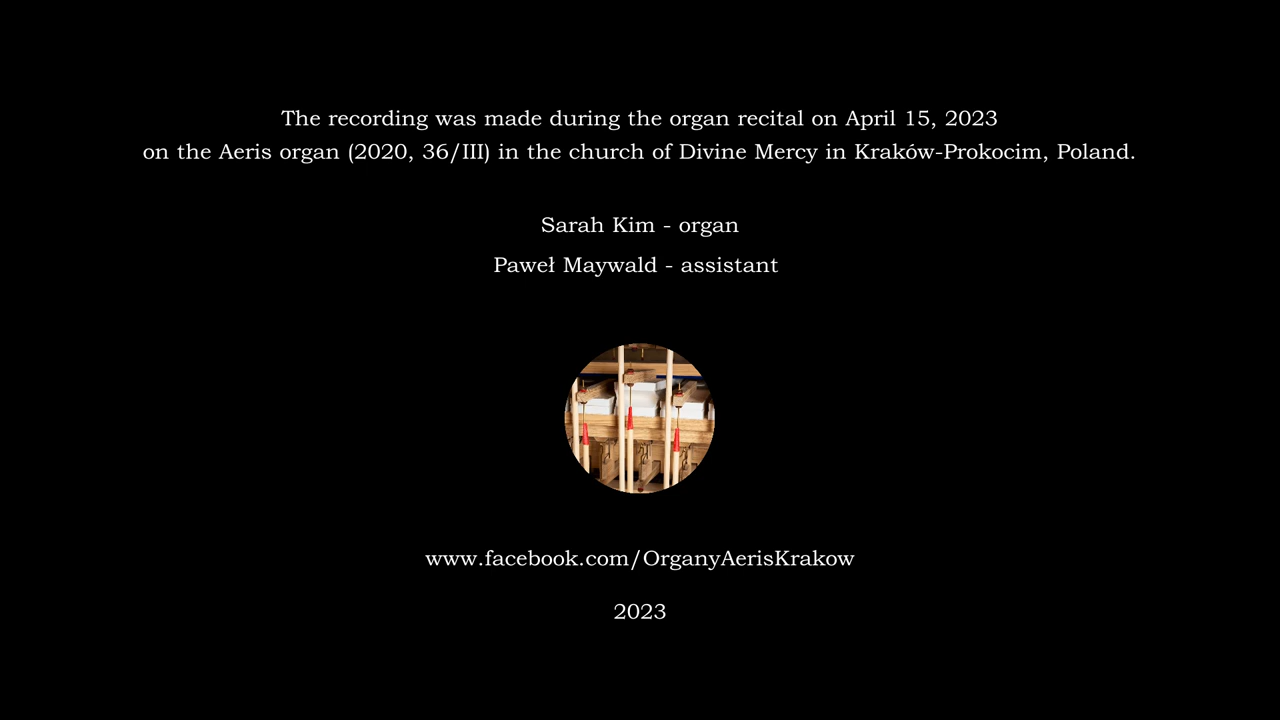 The recording was made during the organ recital on April 15, 2023
on the Aeris organ (2020, 36/III) in the church of Divine Mercy in Kraków-Prokocim, Poland.
Sarah Kim - organ
Paweł Maywald - assistant
www.facebook.com/OrganyAerisKrakow
2023